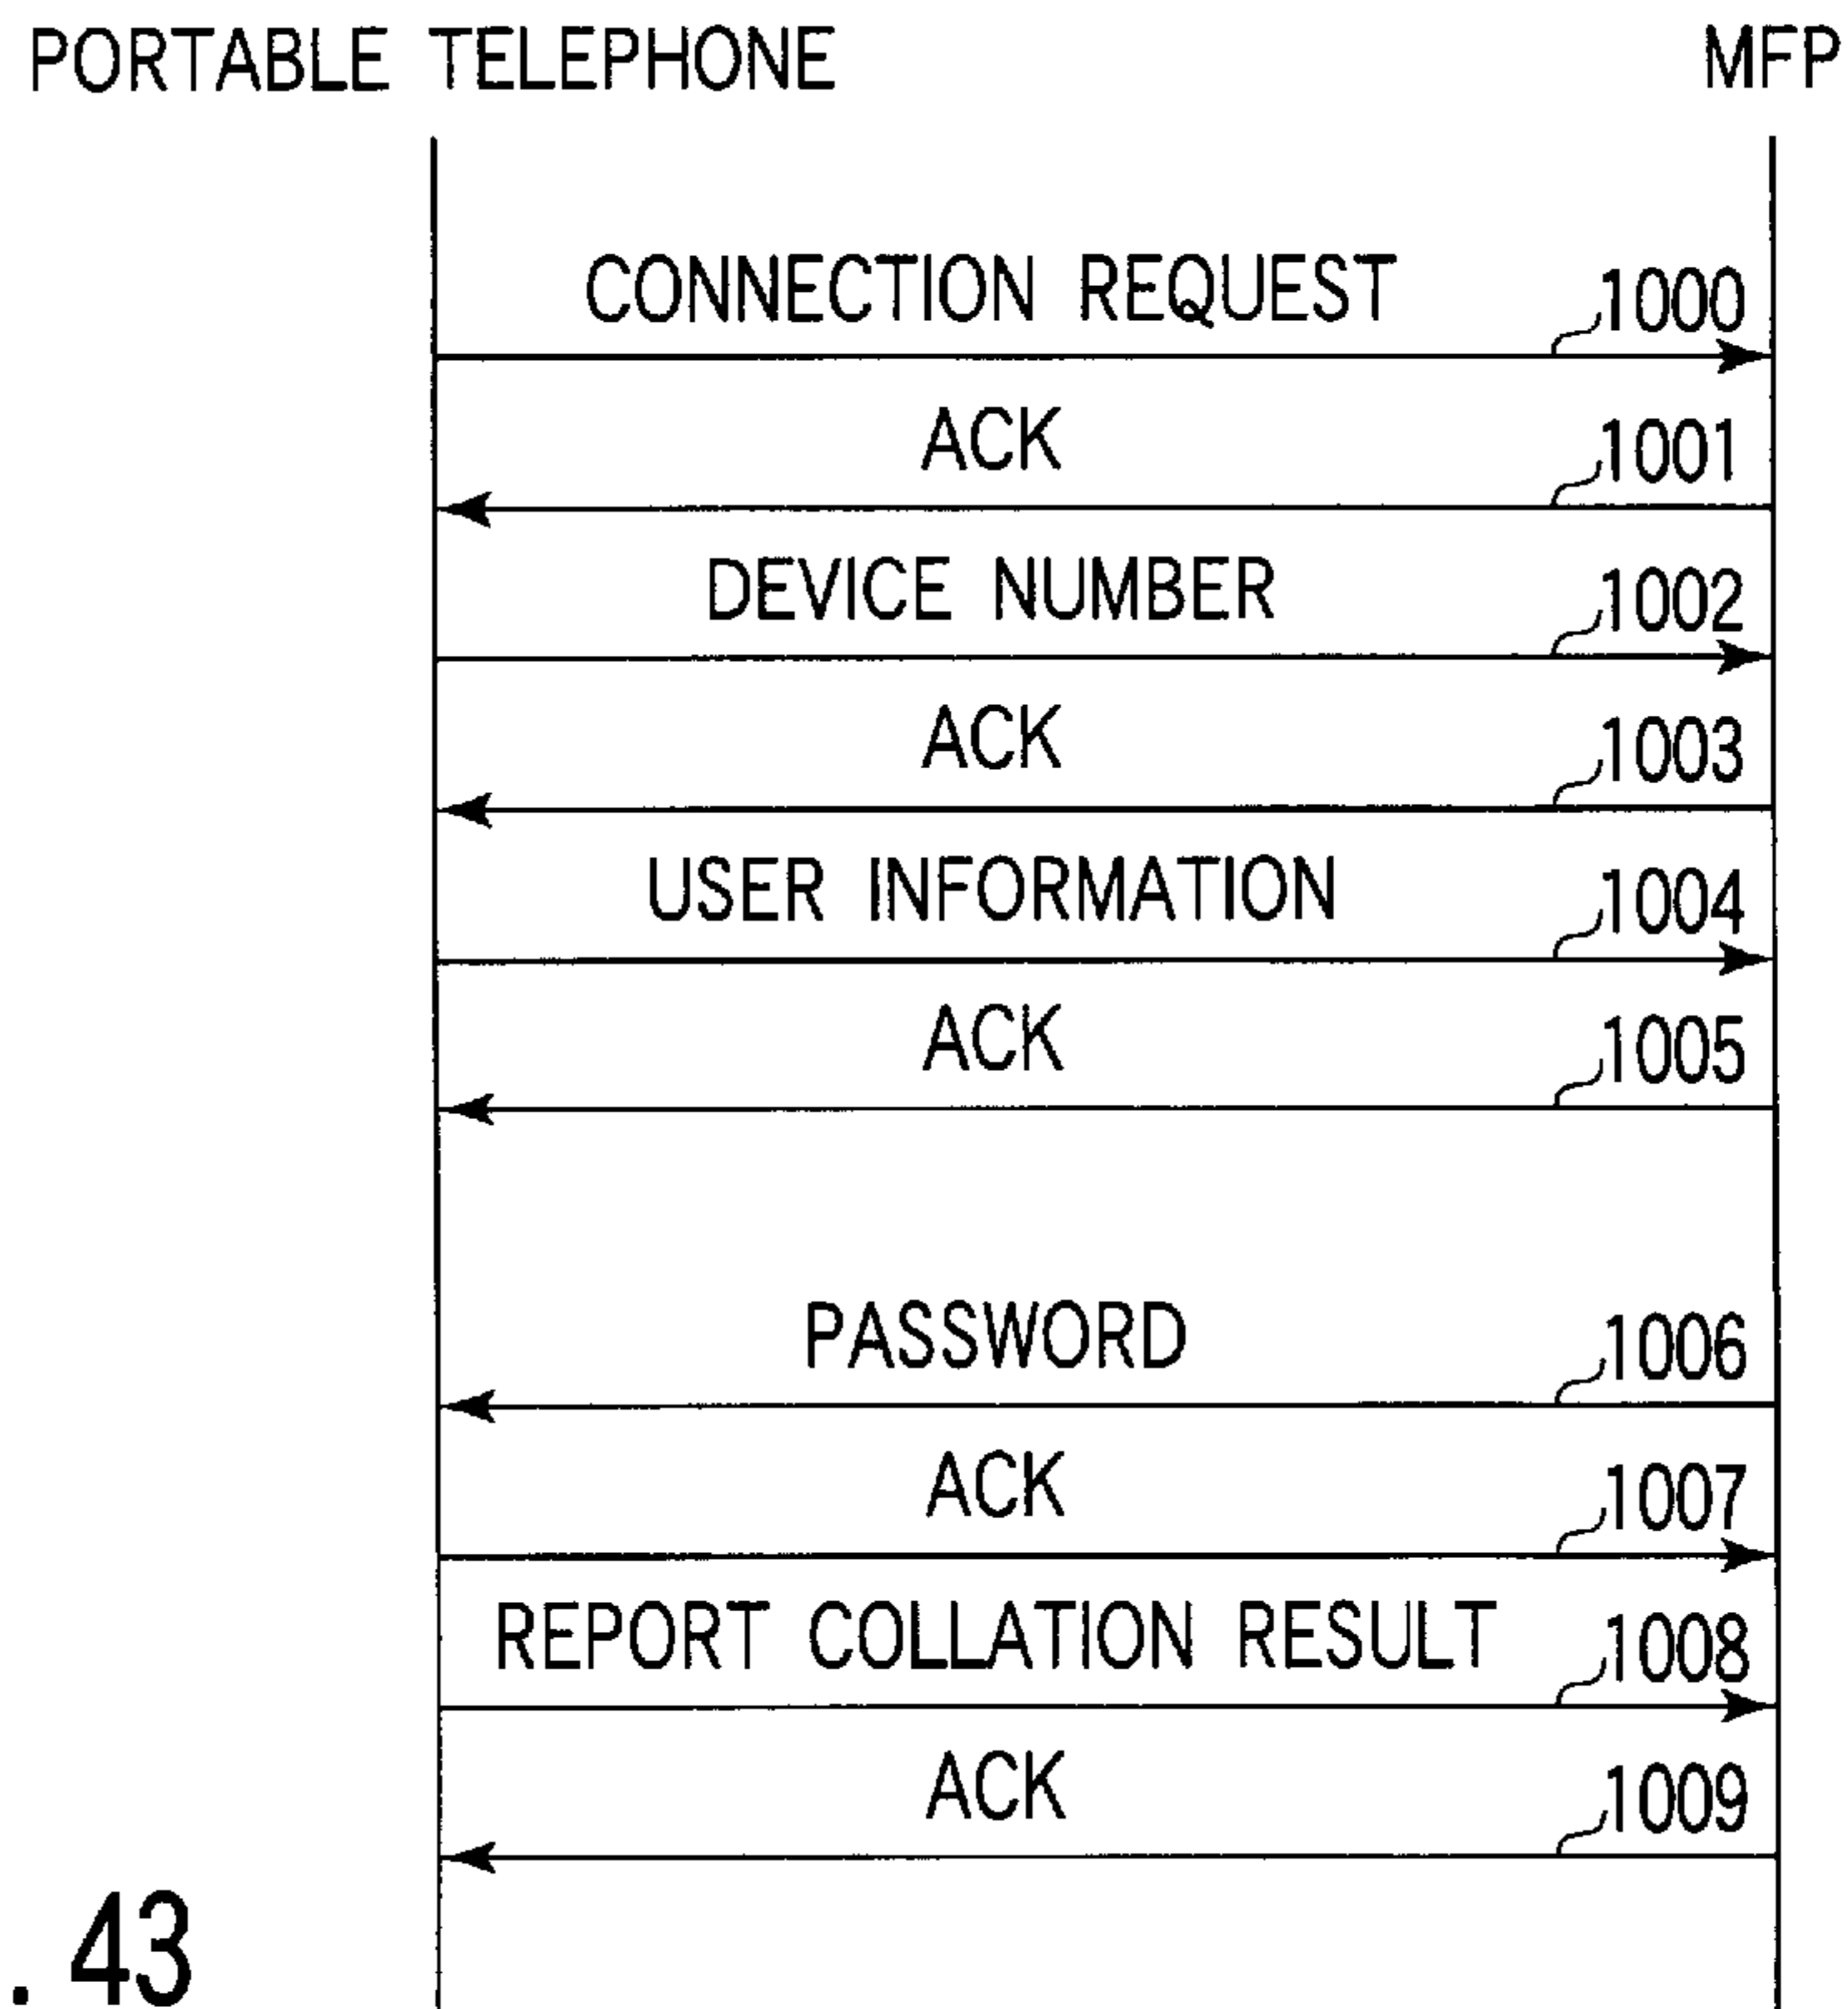 PORTABLE TELEPHONE MFP
CONNECTION REQUEST 1000
ACK 1001
DEVICE NUMBER 1002
ACK 1003
USER INFORMATION 1004
ACK 1005
PASSWORD 1006
ACK 1007
REPORT COLLATION RESULT 1008
ACK 1009
. 43